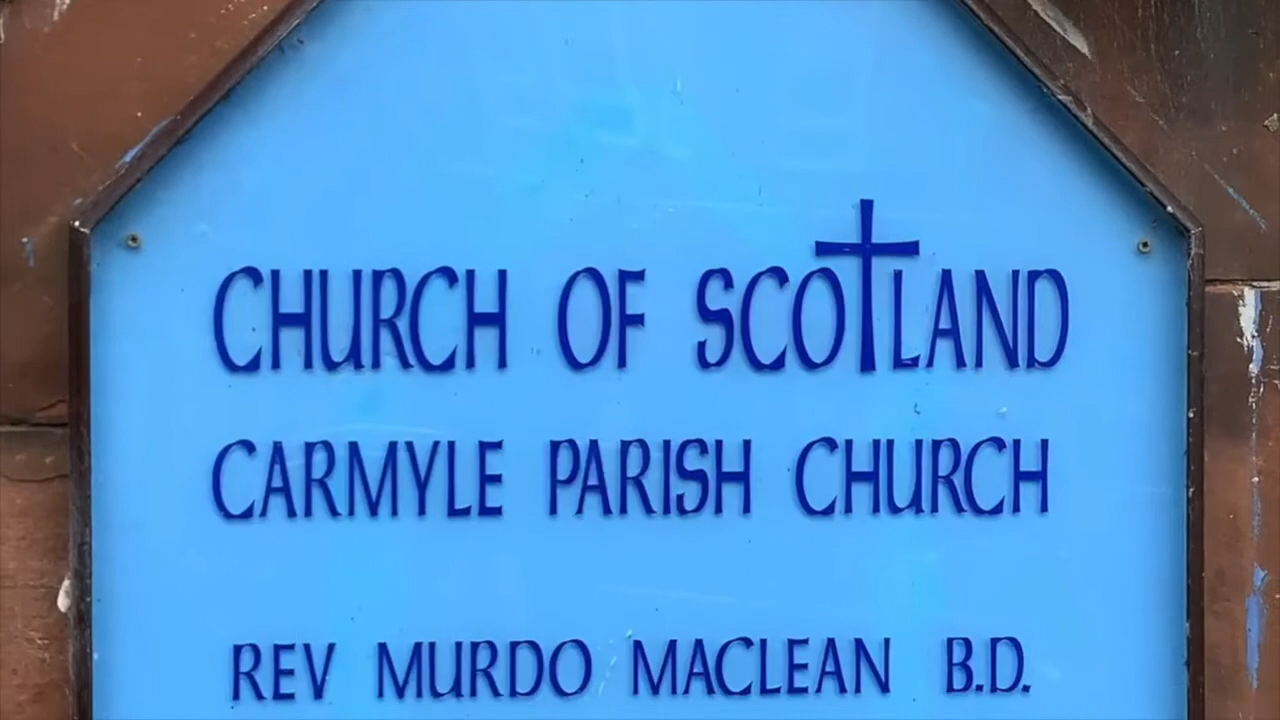 CHURCH OF SCOTLAND
CARMYLE PARISH CHURCH
REV MURDO MACLEAN B.D.